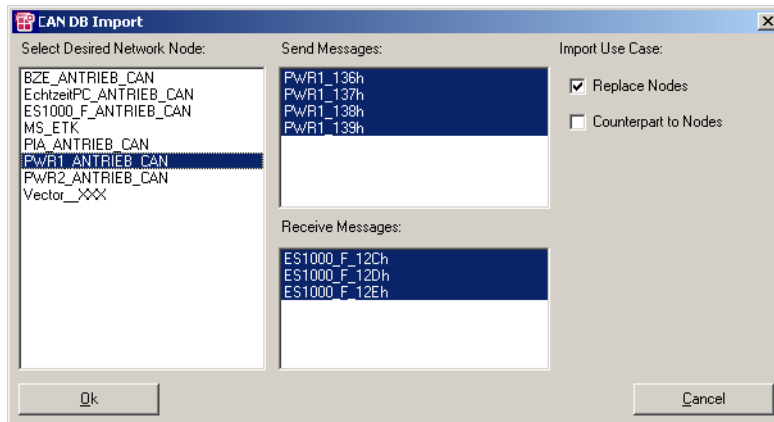 CAN DB Import
Select Desired Network Node:
BZE_ANTRIEB_CAN
EchtzeitPC_ANTRIEB_CAN
ES1000_F_ANTRIEB_CAN
MS_ETK
PIA_ANTRIEB_CAN
PWR1_ANTRIEB_CAN
PWR2_ANTRIEB_CAN
Vector__XXX
Send Messages:
PWR1_136h
PWR1_137h
PWR1_138h
PWR1_139h
Receive Messages:
ES1000_F_12Ch
ES1000_F_12Dh
ES1000_F_12Eh
Import Use Case:
Replace Nodes
Counterpart to Nodes
Ok
Cancel